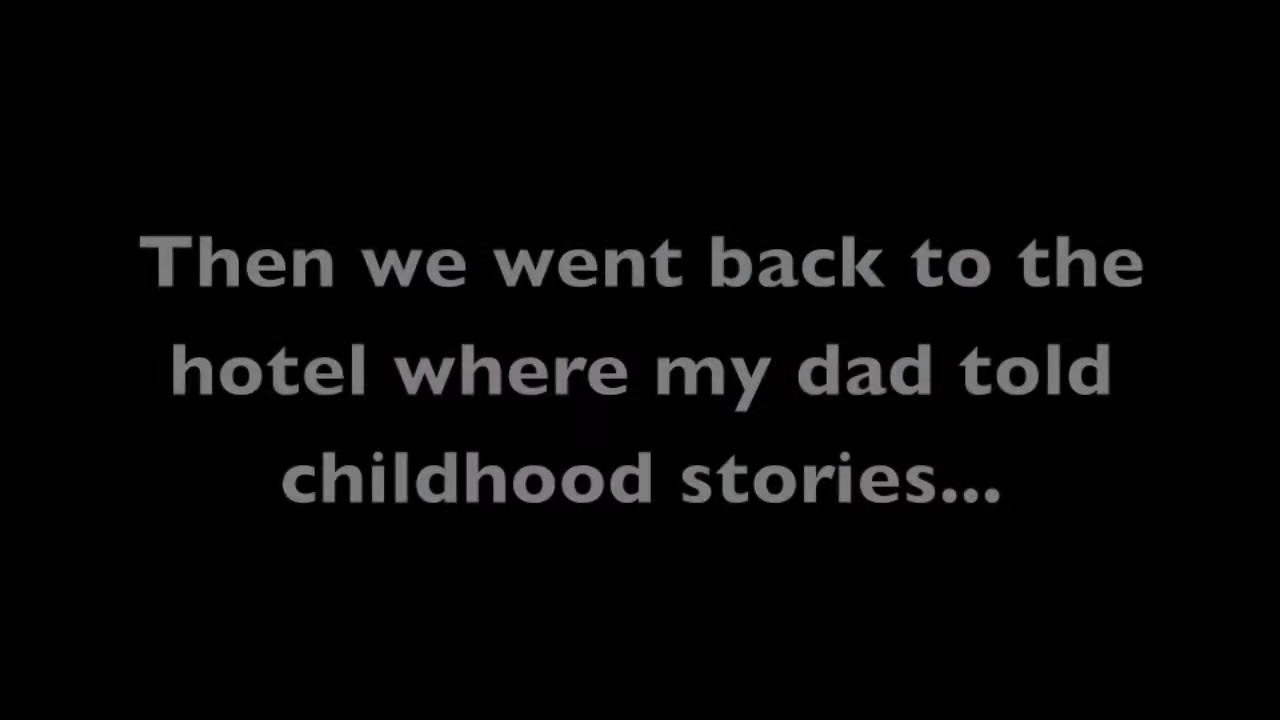 Then we went back to the
hotel where my dad told
childhood stories...